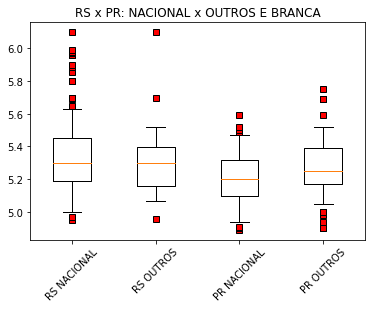 RS x PR: NACIONAL x OUTROS E BRANCA
6.0
5.8
5.6
5.4
5.2
5.0
RS NACIONAL
RS OUTROS
PR NACIONAL
PR OUTROS